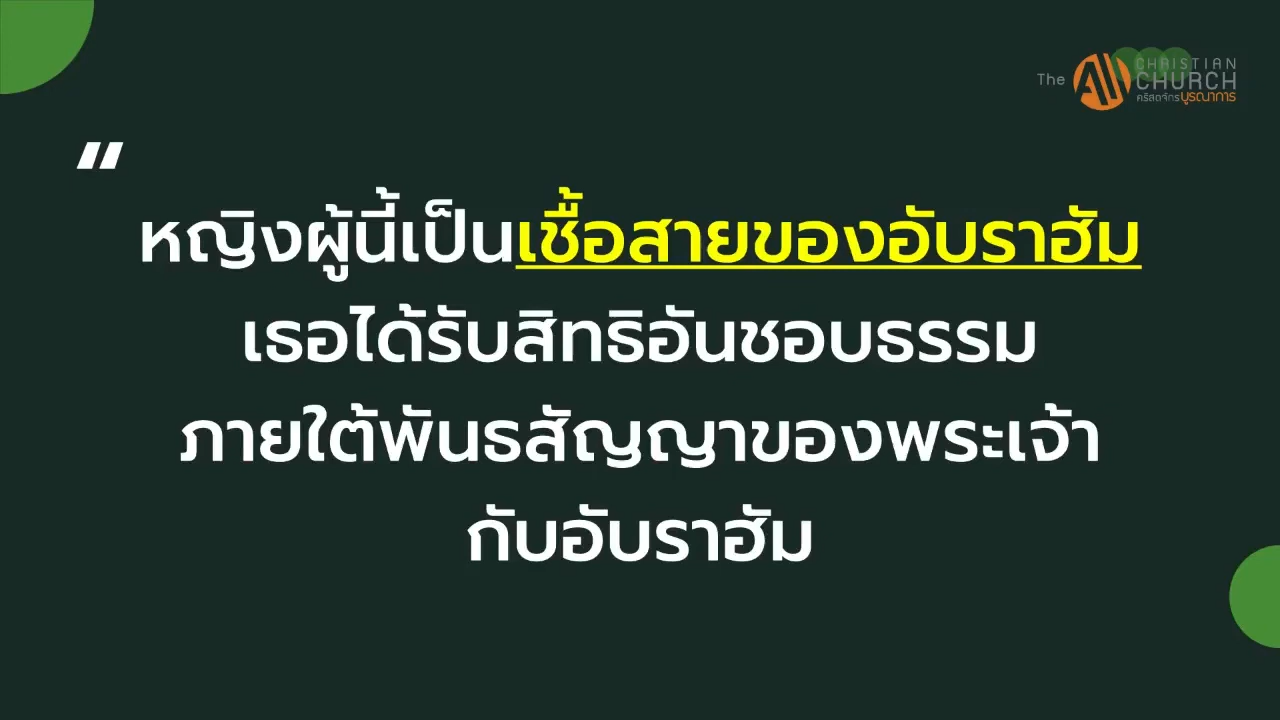 The All CHRISTIAN
CHURCH
คริสตจักรบูรณาการ
“
หญิงผู้นี้เป็นเชื้อสายของอับราฮัม
เธอได้รับสิทธิอันชอบธรรม
ภายใต้พันธสัญญาของพระเจ้า
กับอับราฮัม